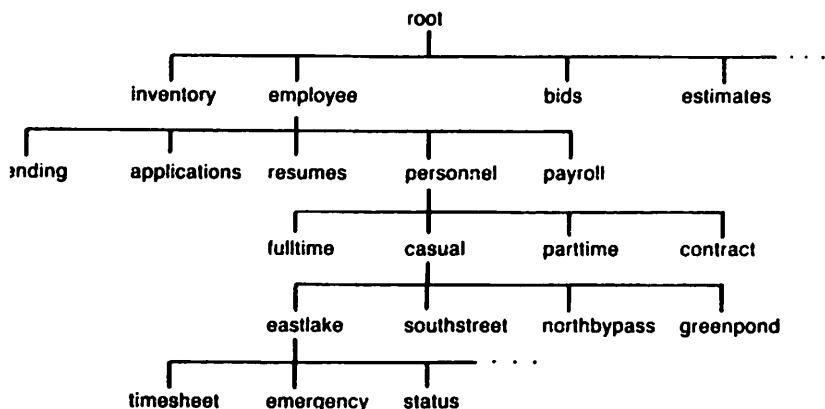 root
inventory employee bids estimates
ending applications resumes personnel payroll
fulltime casual parttime contract
eastlake southstreet northbypass greenpond
timesheet emergency status